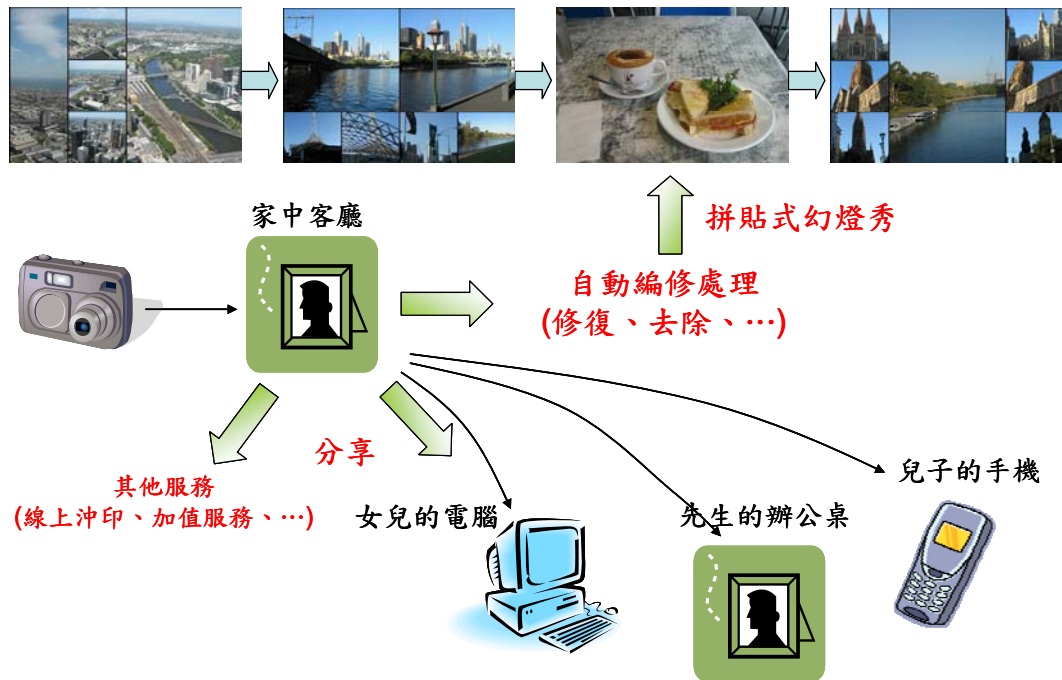 家中客廳
拼貼式幻燈秀
自動編修處理
(修復、去除、…)
分享
其他服務
(線上沖印、加值服務、…)
女兒的電腦
先生的辦公桌
兒子的手機